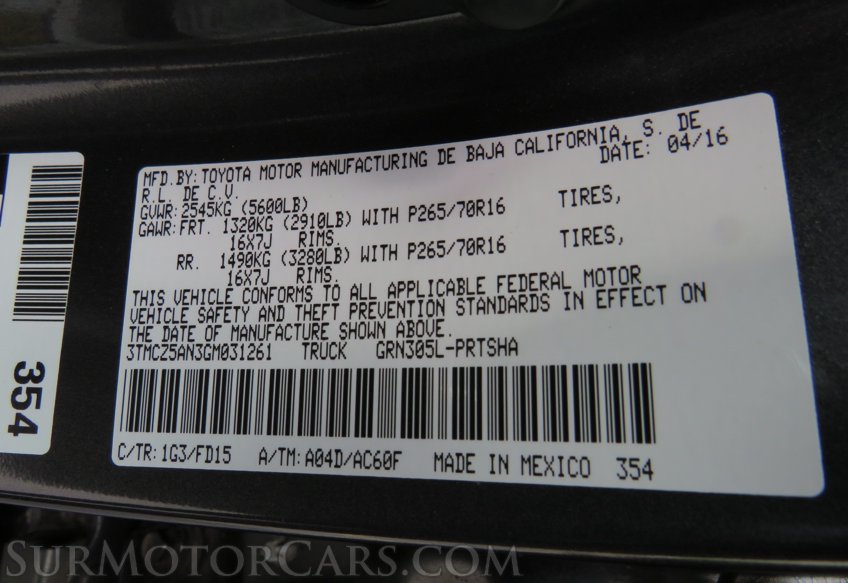 MFD.BY: TOYOTA MOTOR MANUFACTURING DE BAJA CALIFORNIA, S. DE
R.L. DE C.V. DATE: 04/16
GVWR: 2545KG (5600LB)
GAWR: FRT. 1320KG (2910LB) WITH P265/70R16 TIRES,
16X7J RIMS.
RR. 1490KG (3280LB) WITH P265/70R16 TIRES,
16X7J RIMS.
THIS VEHICLE CONFORMS TO ALL APPLICABLE FEDERAL MOTOR
VEHICLE SAFETY AND THEFT PREVENTION STANDARDS IN EFFECT ON
THE DATE OF MANUFACTURE SHOWN ABOVE.
3TMCZ5AN3GM031261 TRUCK GRN305L-PRTSHA
C/TR: 1G3/FD15 A/TM: A04D/AC60F MADE IN MEXICO 354
354
SURMOTORCARS.COM